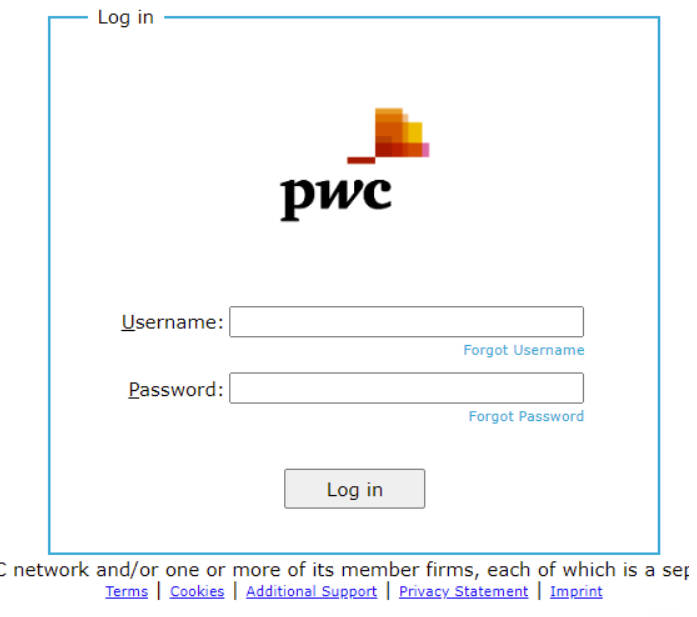 Log in
pwc
Username:
Forgot Username
Password:
Forgot Password
Log in
C network and/or one or more of its member firms, each of which is a sep
Terms | Cookies | Additional Support | Privacy Statement | Imprint